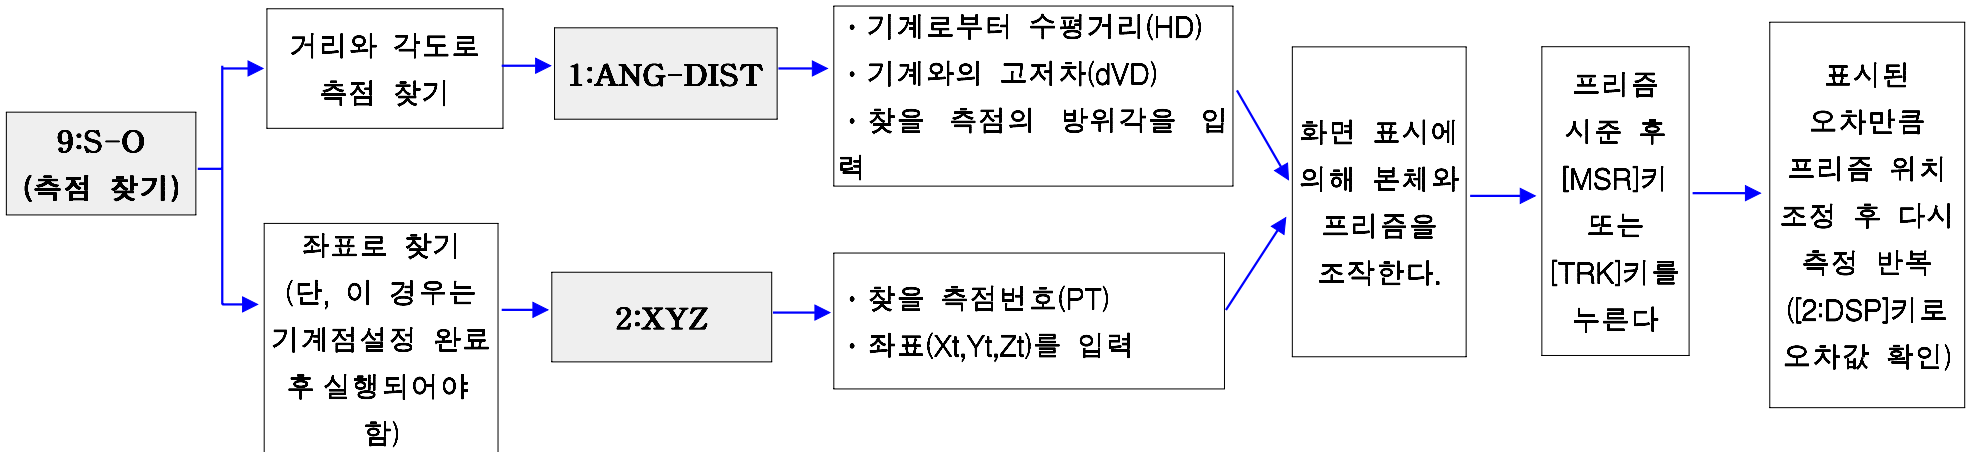 9:S-O
(측점 찾기)
거리와 각도로
측점 찾기
1:ANG-DIST
· 기계로부터 수평거리(HD)
· 기계와의 고저차(dVD)
· 찾을 측점의 방위각을 입
력
좌표로 찾기
(단, 이 경우는
기계점설정 완료
후 실행되어야
함)
2:XYZ
· 찾을 측점번호(PT)
· 좌표(Xt,Yt,Zt)를 입력
화면 표시에
의해 본체와
프리즘을
조작한다.
프리즘
시준 후
[MSR]키
또는
[TRK]키를
누른다
표시된
오차만큼
프리즘 위치
조정 후 다시
측정 반복
([2:DSP]키로
오차값 확인)